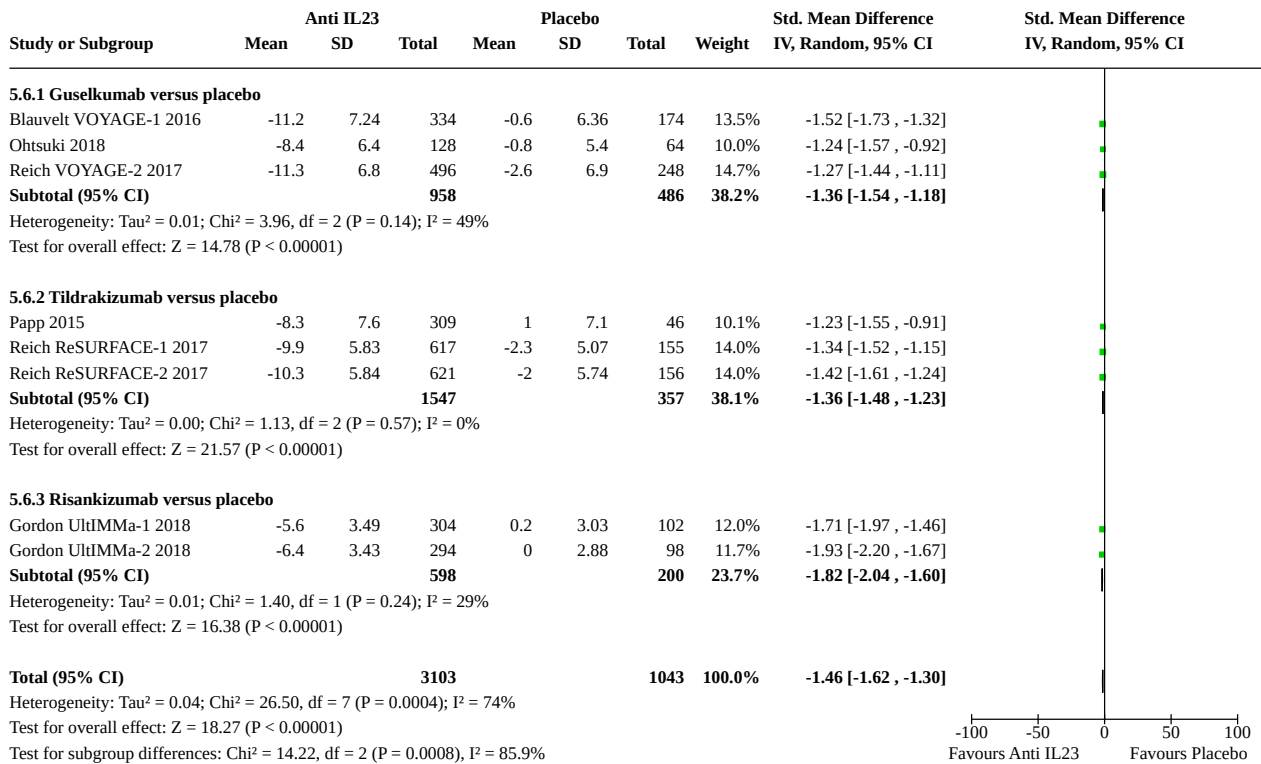 Anti IL23 Placebo Std. Mean Difference Std. Mean Difference
Study or Subgroup Mean SD Total Mean SD Total Weight IV, Random, 95% CI IV, Random, 95% CI
5.6.1 Guselkumab versus placebo
Blauvelt VOYAGE-1 2016 -11.2 7.24 334 -0.6 6.36 174 13.5% -1.52 [-1.73 , -1.32]
Ohtsuki 2018 -8.4 6.4 128 -0.8 5.4 64 10.0% -1.24 [-1.57 , -0.92]
Reich VOYAGE-2 2017 -11.3 6.8 496 -2.6 6.9 248 14.7% -1.27 [-1.44 , -1.11]
Subtotal (95% CI) 958 486 38.2% -1.36 [-1.54 , -1.18]
Heterogeneity: Tau² = 0.01; Chi² = 3.96, df = 2 (P = 0.14); I² = 49%
Test for overall effect: Z = 14.78 (P < 0.00001)
5.6.2 Tildrakizumab versus placebo
Papp 2015 -8.3 7.6 309 1 7.1 46 10.1% -1.23 [-1.55 , -0.91]
Reich ReSURFACE-1 2017 -9.9 5.83 617 -2.3 5.07 155 14.0% -1.34 [-1.52 , -1.15]
Reich ReSURFACE-2 2017 -10.3 5.84 621 -2 5.74 156 14.0% -1.42 [-1.61 , -1.24]
Subtotal (95% CI) 1547 357 38.1% -1.36 [-1.48 , -1.23]
Heterogeneity: Tau² = 0.00; Chi² = 1.13, df = 2 (P = 0.57); I² = 0%
Test for overall effect: Z = 21.57 (P < 0.00001)
5.6.3 Risankizumab versus placebo
Gordon UltIMMa-1 2018 -5.6 3.49 304 0.2 3.03 102 12.0% -1.71 [-1.97 , -1.46]
Gordon UltIMMa-2 2018 -6.4 3.43 294 0 2.88 98 11.7% -1.93 [-2.20 , -1.67]
Subtotal (95% CI) 598 200 23.7% -1.82 [-2.04 , -1.60]
Heterogeneity: Tau² = 0.01; Chi² = 1.40, df = 1 (P = 0.24); I² = 29%
Test for overall effect: Z = 16.38 (P < 0.00001)
Total (95% CI) 3103 1043 100.0% -1.46 [-1.62 , -1.30]
Heterogeneity: Tau² = 0.04; Chi² = 26.50, df = 7 (P = 0.0004); I² = 74%
Test for overall effect: Z = 18.27 (P < 0.00001)
-100 -50 0 50 100
Test for subgroup differences: Chi² = 14.22, df = 2 (P = 0.0008), I² = 85.9% Favours Anti IL23 Favours Placebo